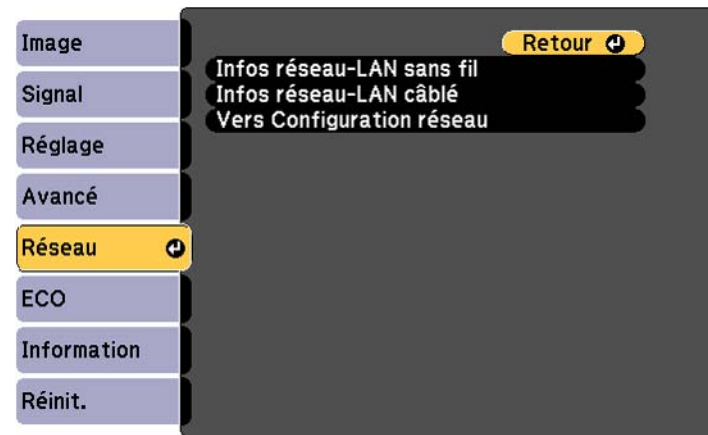 Image
Signal
Réglage
Avancé
Réseau
ECO
Information
Réinit.
Retour
Infos réseau-LAN sans fil
Infos réseau-LAN câblé
Vers Configuration réseau